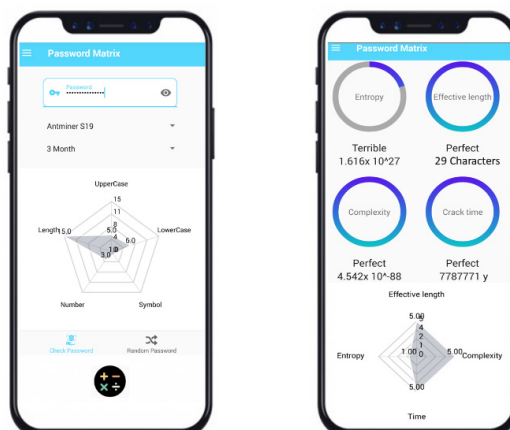 Password Matrix
Password
Antminer S19
3 Month
UpperCase
15
11
8
5.0
4
Length
15.0
LowerCase
6.0
3.0
Number
Symbol
Check Password
Random Password
Password Matrix
Entropy
Effective length
Terrible
1.616x 10^27
Perfect
29 Characters
Complexity
Crack time
Perfect
4.542x 10^-88
Perfect
7787771 y
Effective length
5.00
5
4
2
1
0
Entropy
1.00
5.00
Complexity
5.00
Time